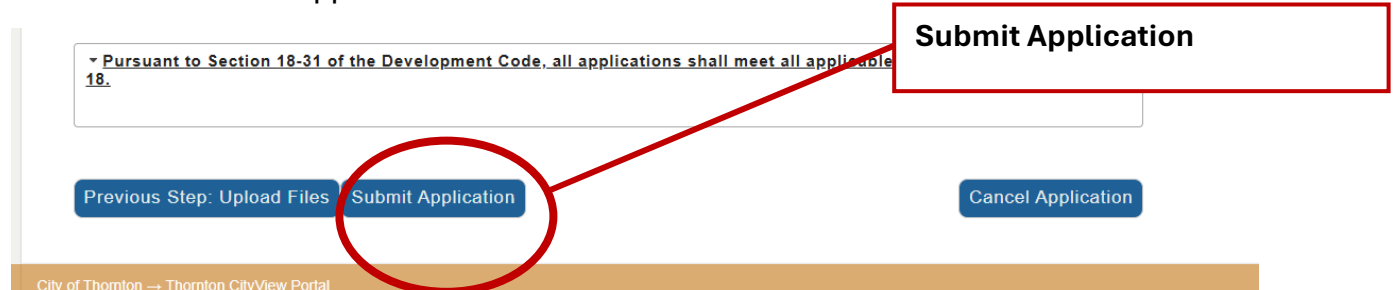 Submit Application
Pursuant to Section 18-31 of the Development Code, all applications shall meet all applicable
18.
Previous Step: Upload Files Submit Application Cancel Application
City of Thornton → Thornton CityView Portal